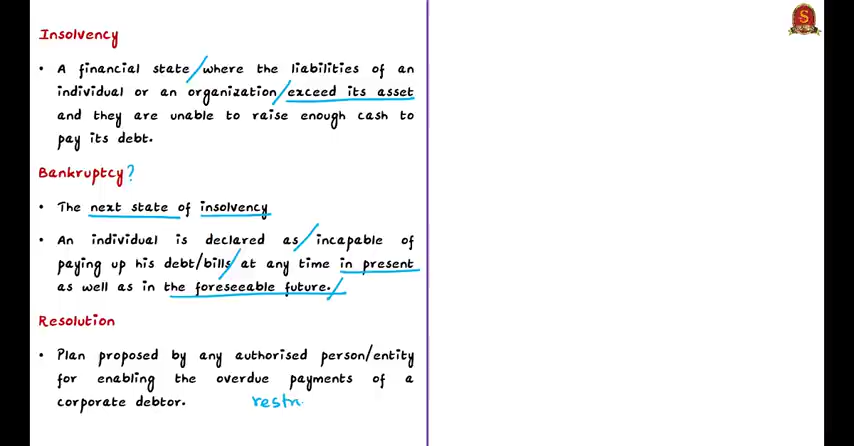 Insolvency
• A financial state where the liabilities of an
individual or an organization exceed its asset
and they are unable to raise enough cash to
pay its debt.
Bankruptcy?
• The next state of insolvency
• An individual is declared as incapable of
paying up his debt/bills at any time in present
as well as in the foreseeable future.
Resolution
• Plan proposed by any authorised person/entity
for enabling the overdue payments of a
corporate debtor. restr